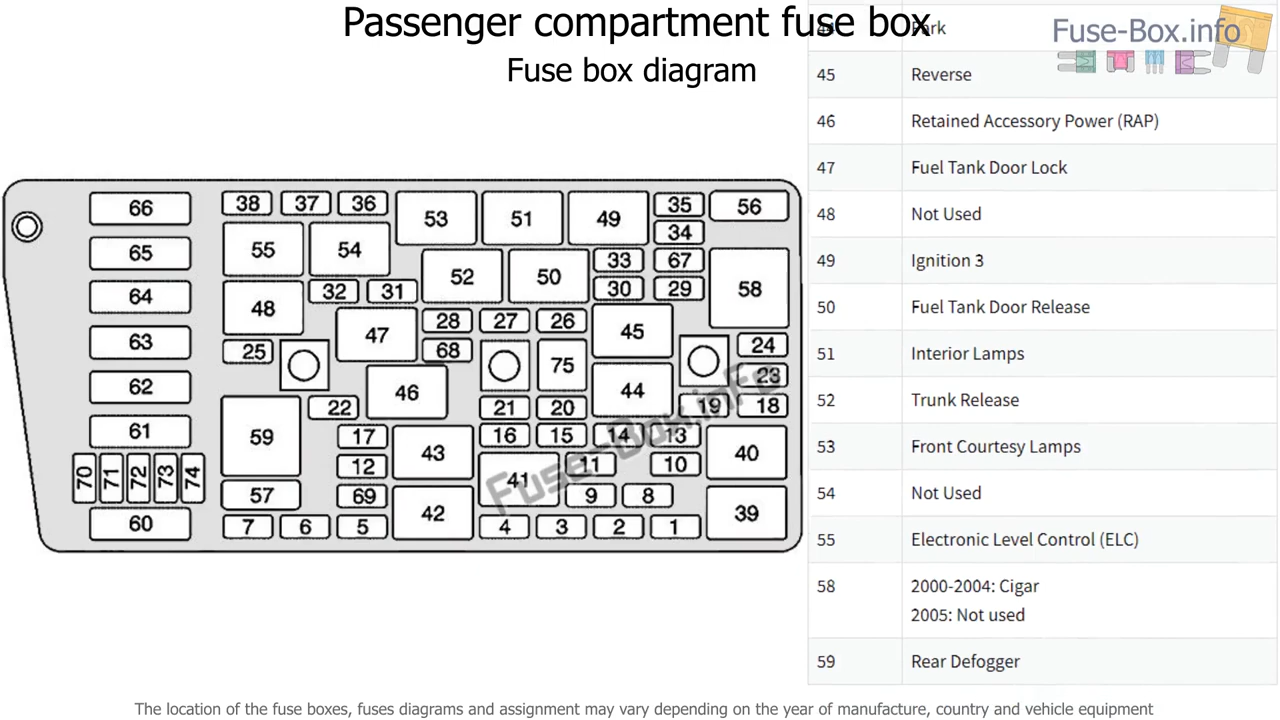 Passenger compartment fuse box
Fuse box diagram
Fuse-Box.info
44 Park
45 Reverse
46 Retained Accessory Power (RAP)
47 Fuel Tank Door Lock
48 Not Used
49 Ignition 3
50 Fuel Tank Door Release
51 Interior Lamps
52 Trunk Release
53 Front Courtesy Lamps
54 Not Used
55 Electronic Level Control (ELC)
58 2000-2004: Cigar
2005: Not used
59 Rear Defogger
66 38 37 36 53 51 49 35 56
34
65 55 54 52 50 33 67
64 48 32 31 30 29 58
63 47 28 27 26 45
25 68 75 24
62 46 44 23
22 21 20 19 18
61 59 17 43 16 15 14 13 40
12 41 11 10
70 71 72 73 74
57 69 42 9 8 39
60 7 6 5 4 3 2 1
Fuse-Box.info
The location of the fuse boxes, fuses diagrams and assignment may vary depending on the year of manufacture, country and vehicle equipment